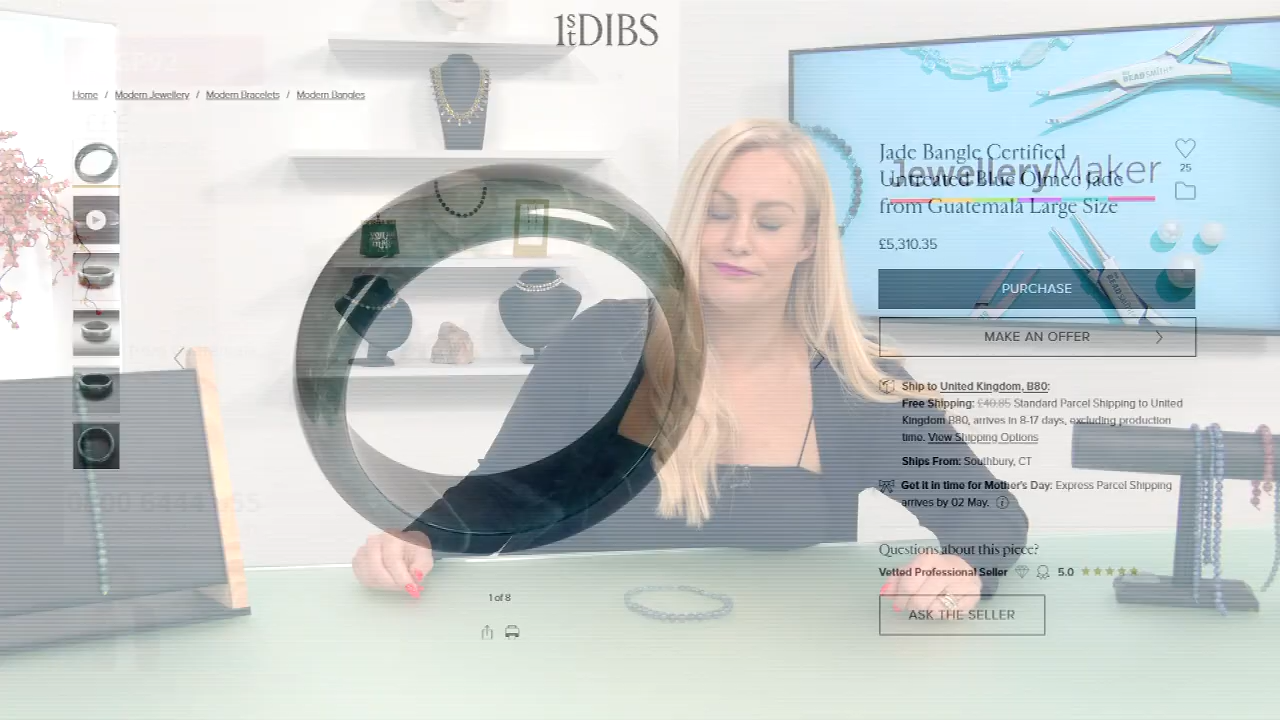 1stDIBS
Home / Modern Jewellery / Modern Bracelets / Modern Bangles
BEADSMITH
Jade Bangle Certified
Untreated Blue Olmec Jade
from Guatemala Large Size
JewelleryMaker
25
£5,310.35
PURCHASE
MAKE AN OFFER
Ship to United Kingdom, B80:
Free Shipping: £40.85 Standard Parcel Shipping to United
Kingdom B80, arrives in 8-17 days, excluding production
time. View Shipping Options
Ships From: Southbury, CT
Get it in time for Mother's Day: Express Parcel Shipping
arrives by 02 May.
Questions about this piece?
Vetted Professional Seller 5.0
ASK THE SELLER
1 of 8